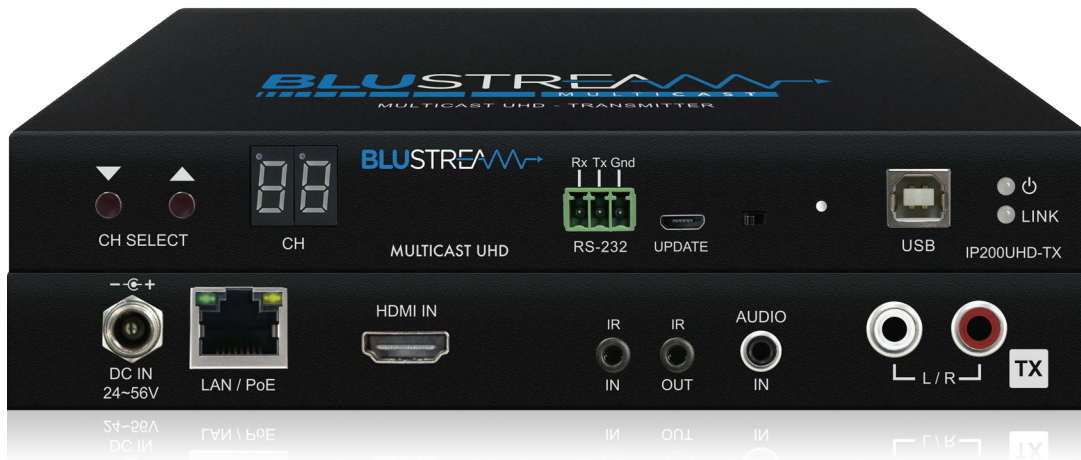 BLUSTREAM
MULTICAST
MULTICAST UHD - TRANSMITTER
CH SELECT
CH
BLUSTREAM
MULTICAST UHD
Rx Tx Gnd
RS-232
UPDATE
USB
LINK
IP200UHD-TX
DC IN
24~56V
LAN / PoE
HDMI IN
IR
IN
IR
OUT
AUDIO
IN
L / R
TX